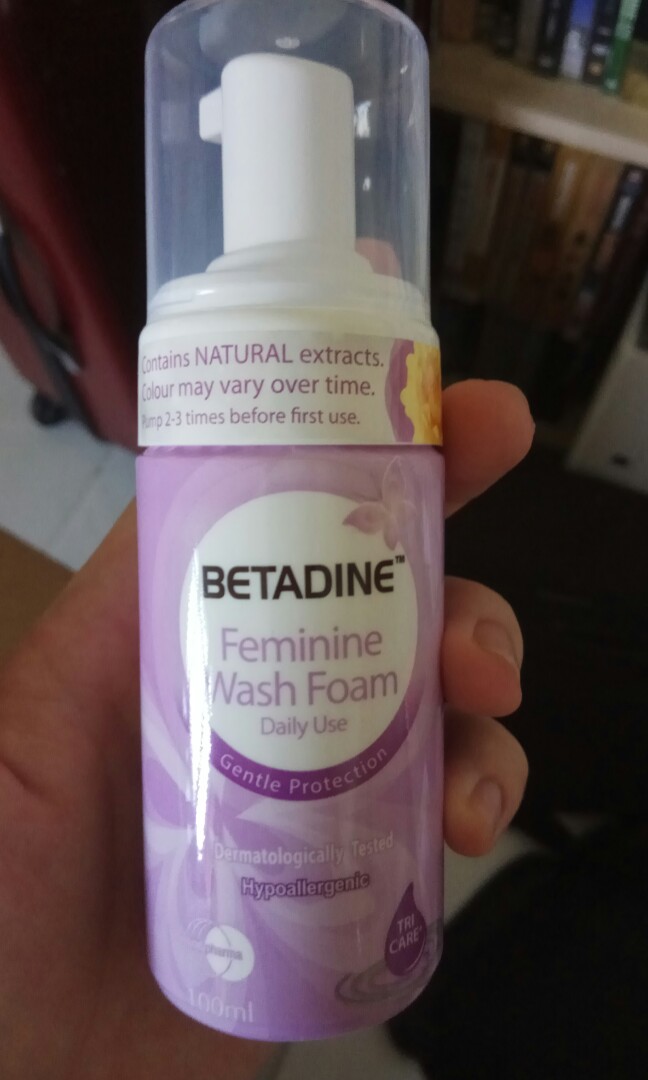 Contains NATURAL extracts.
Colour may vary over time.
Pump 2-3 times before first use.
BETADINE™
Feminine
Wash Foam
Daily Use
Gentle Protection
Dermatologically Tested
Hypoallergenic
TRI
CARE
pharma
100ml